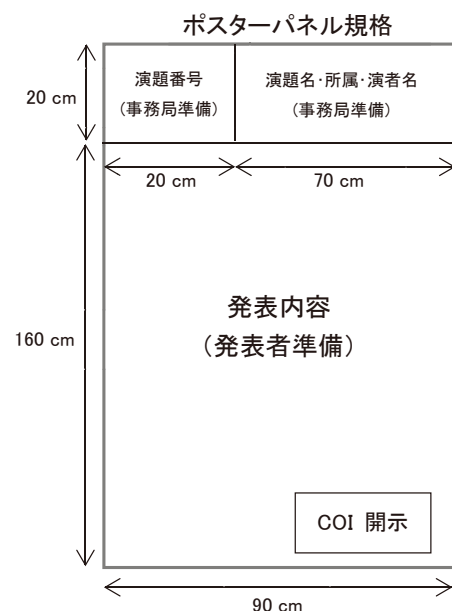 ポスターパネル規格
20 cm
演題番号
(事務局準備)
演題名・所属・演者名
(事務局準備)
20 cm
70 cm
160 cm
発表内容
(発表者準備)
COI 開示
90 cm